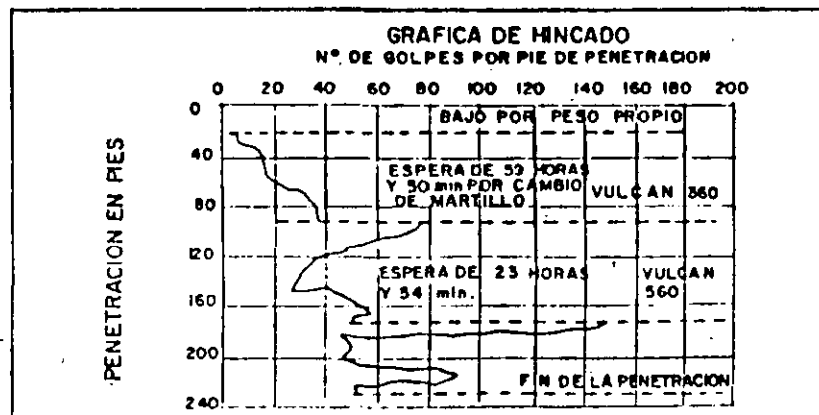 GRAFICA DE HINCADO
Nº. DE GOLPES POR PIE DE PENETRACION
0 20 40 60 80 100 120 140 160 180 200
0
40
80
120
160
200
240
PENETRACION EN PIES
BAJO POR PESO PROPIO
ESPERA DE 59 HORAS
Y 50 min POR CAMBIO
DE MARTILLO
VULCAN 360
ESPERA DE 23 HORAS
Y 54 min.
VULCAN
560
FIN DE LA PENETRACION